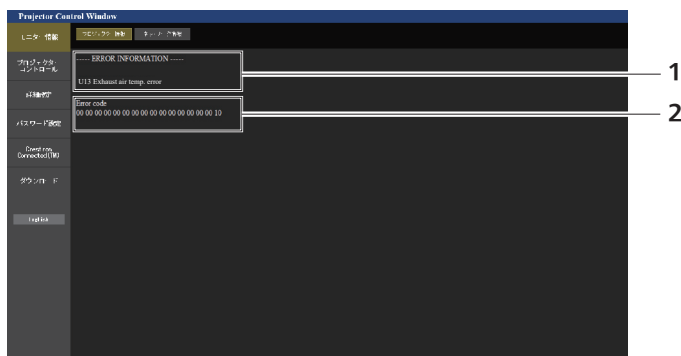 Projector Control Window
モニター情報
プロジェクター情報
ネットワーク情報
----- ERROR INFORMATION -----
U13 Exhaust air temp. error
1
Error code
00 00 00 00 00 00 00 00 00 00 00 00 00 00 00 10
2
プロジェクター
コントロール
詳細設定
パスワード設定
Crestron
Connected(TM)
ダウンロード
English